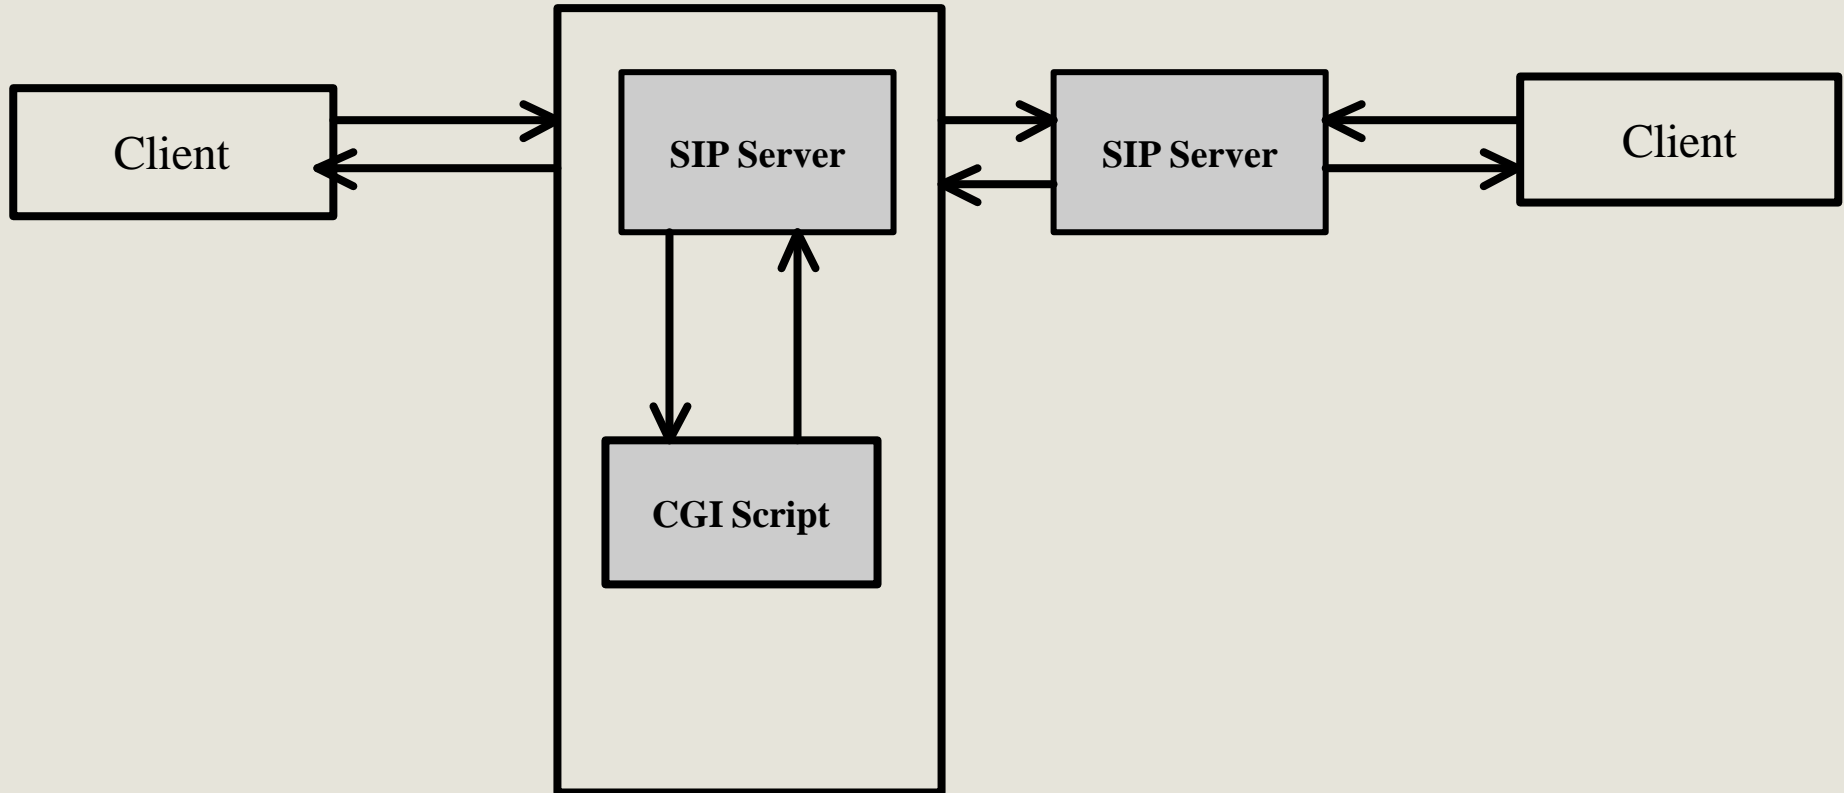 Client
SIP Server
SIP Server
Client
CGI Script